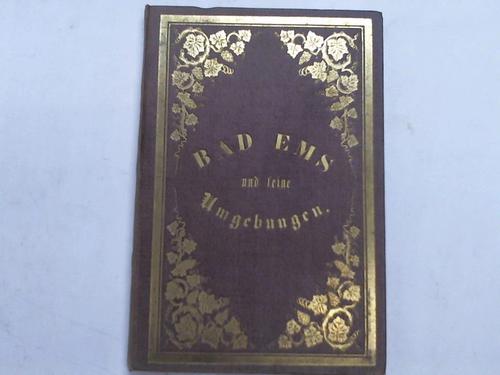 BAD EMS
und seine
Umgebungen.